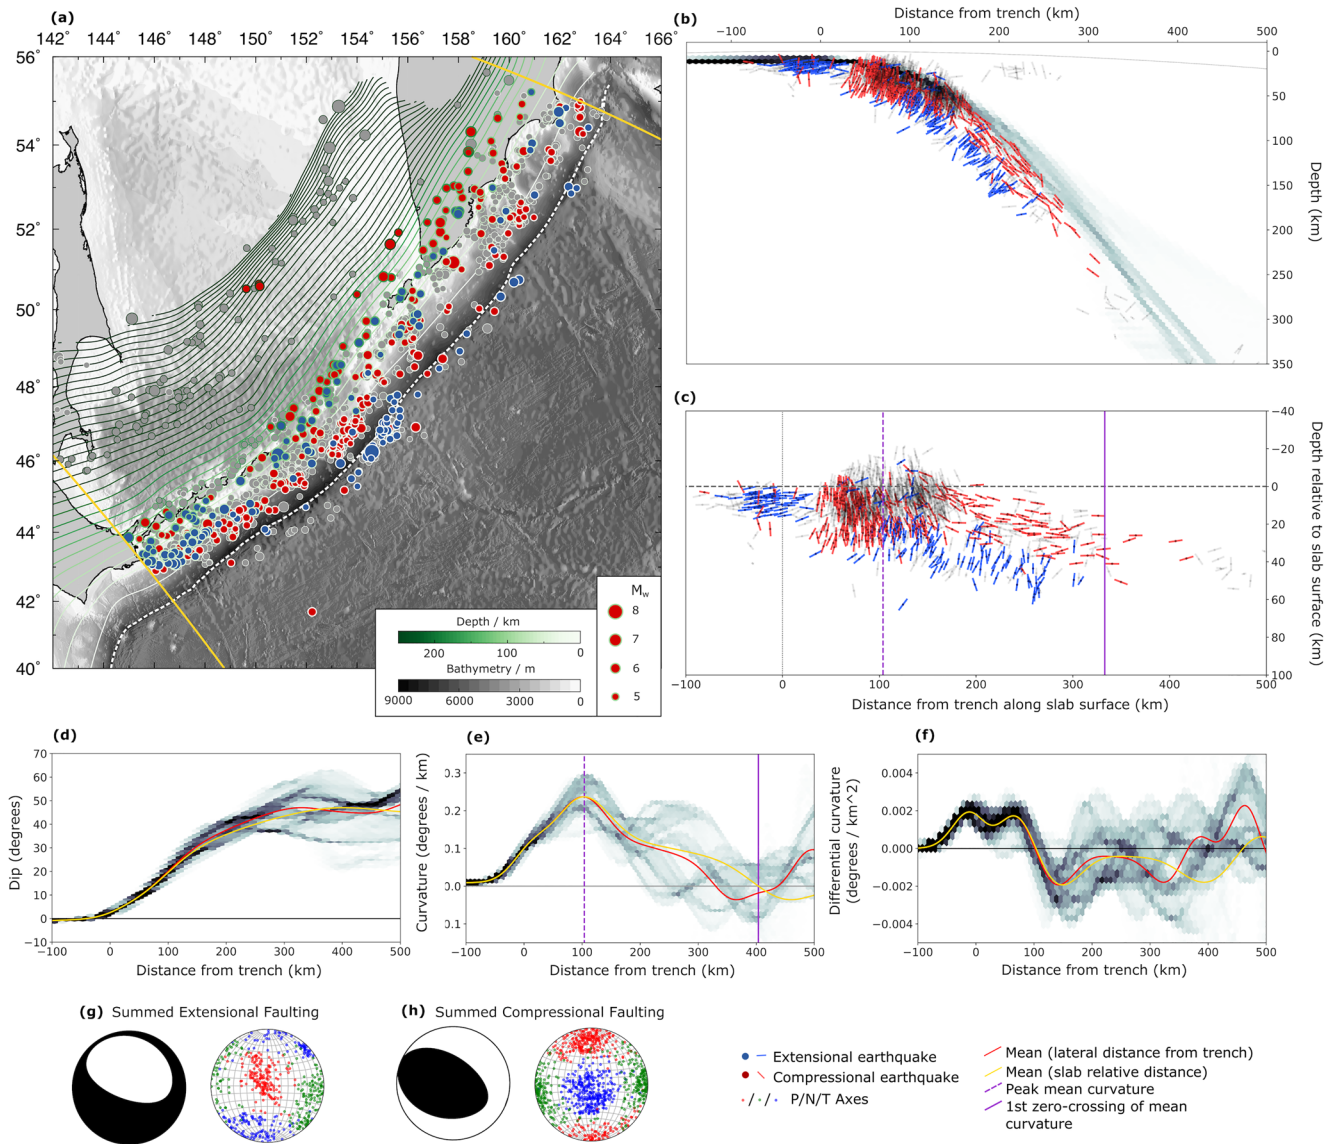 (a)
142° 144° 146° 148° 150° 152° 154° 156° 158° 160° 162° 164° 166°
56°
54°
52°
50°
48°
46°
44°
42°
40°
Depth / km
200 100 0
Bathymetry / m
9000 6000 3000 0
Mw
8
7
6
5
(b)
Distance from trench (km)
−100 0 100 200 300 400 500
0
50
100
150
200
250
300
350
Depth (km)
(c)
−40
−20
0
20
40
60
80
100
Depth relative to slab surface (km)
−100 0 100 200 300 400 500
Distance from trench along slab surface (km)
(d)
70
60
50
40
30
20
10
0
−10
Dip (degrees)
−100 0 100 200 300 400 500
Distance from trench (km)
(e)
0.3
0.2
0.1
0.0
0.1
Curvature (degrees / km)
−100 0 100 200 300 400 500
Distance from trench (km)
(f)
0.004
0.002
0.000
−0.002
−0.004
Differential curvature
(degrees / km^2)
−100 0 100 200 300 400 500
Distance from trench (km)
(g) Summed Extensional Faulting
(h) Summed Compressional Faulting
Extensional earthquake
Compressional earthquake
/ / P/N/T Axes
Mean (lateral distance from trench)
Mean (slab relative distance)
Peak mean curvature
1st zero-crossing of mean
curvature